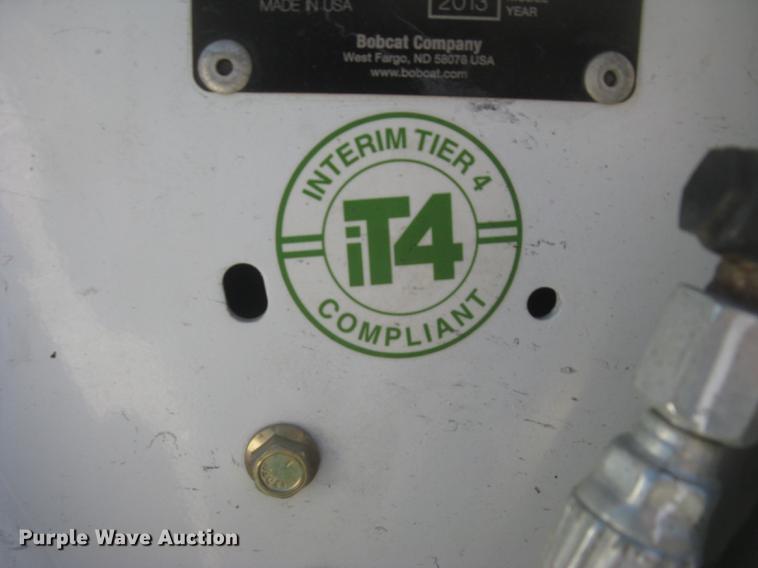 MADE IN USA
2013
YEAR
Bobcat Company
West Fargo, ND 58078 USA
www.bobcat.com
INTERIM TIER 4
iT4
COMPLIANT
Purple Wave Auction